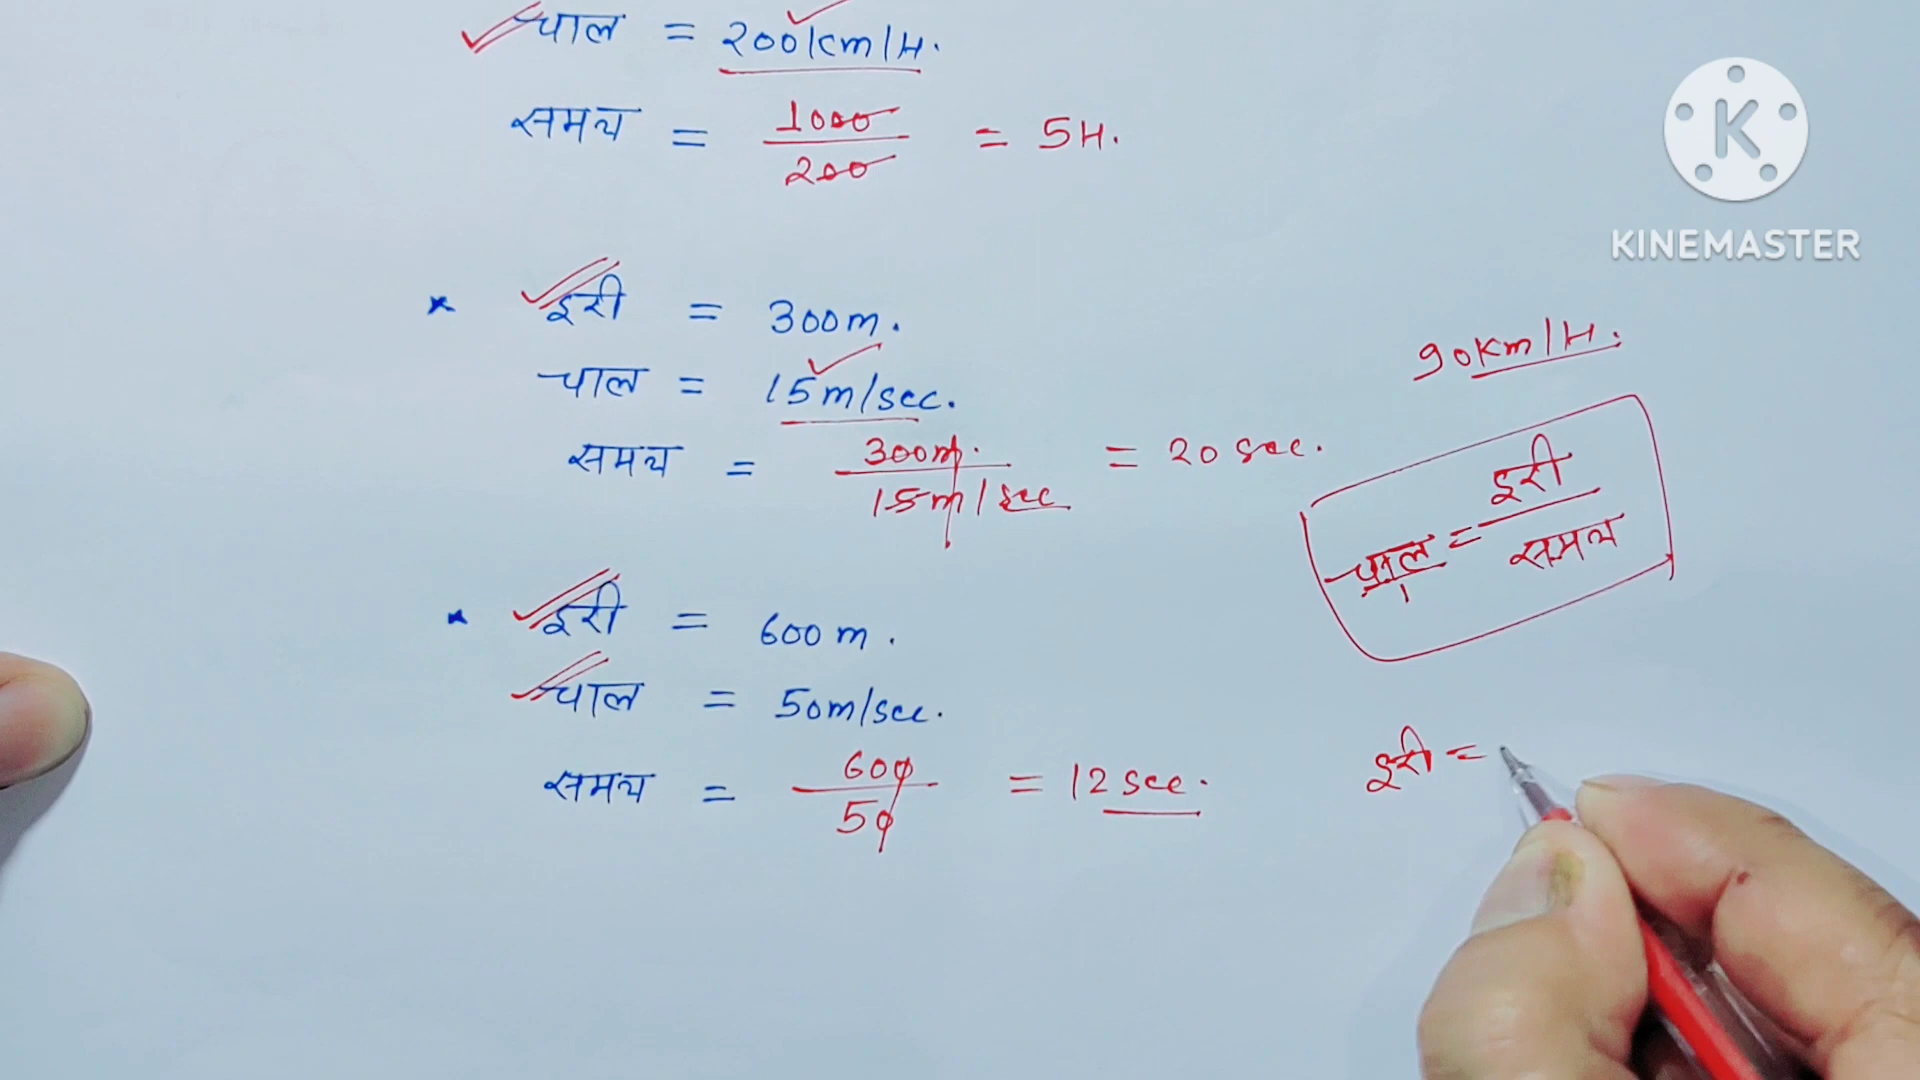 चाल = 200km/H.
समय = 1000/200 = 5H.
KINEMASTER
* दूरी = 300m.
चाल = 15m/sec.
समय = 300m./15m/sec = 20 sec.
90km/H.
चाल = दूरी/समय
* दूरी = 600m.
चाल = 50m/sec.
समय = 600/50 = 12 sec.
दूरी =